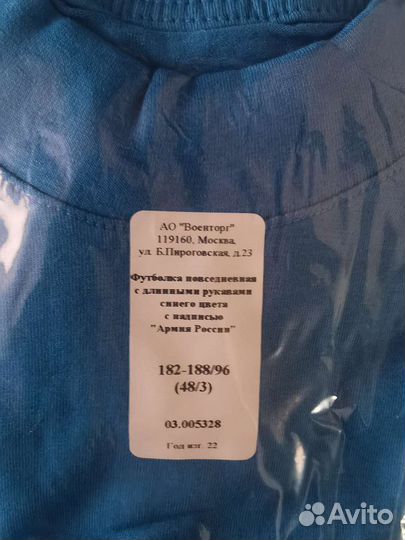 АО "Военторг"
119160, Москва,
ул. Б.Пироговская, д.23
Футболка повседневная
с длинными рукавами
синего цвета
с надписью
"Армия России"
182-188/96
(48/3)
03.005328
Год изг. 22
Avito